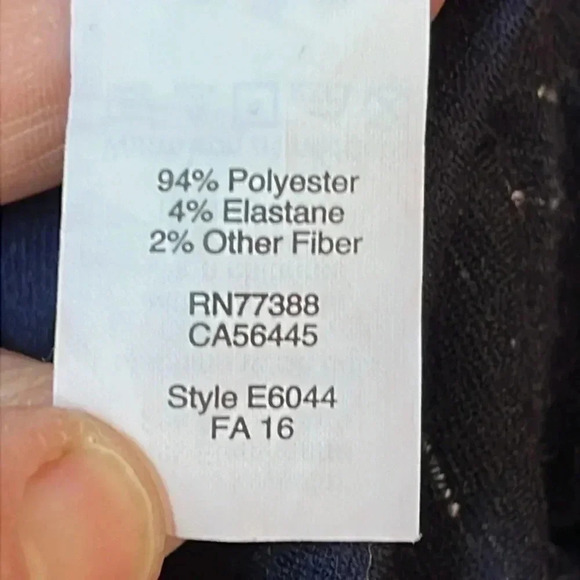 94% Polyester
4% Elastane
2% Other Fiber
RN77388
CA56445
Style E6044
FA 16